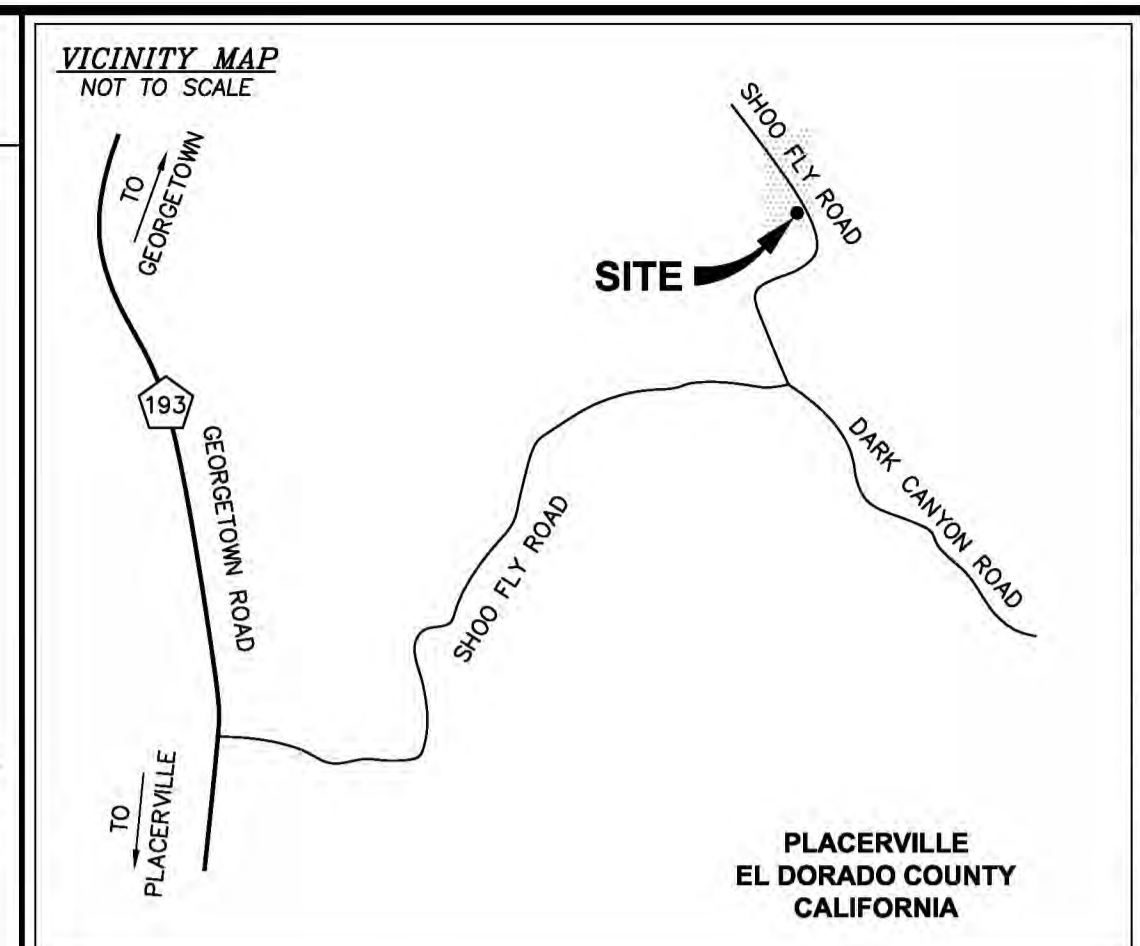 VICINITY MAP
NOT TO SCALE
TO
GEORGETOWN
SHOO FLY ROAD
SITE
193
GEORGETOWN ROAD
DARK CANYON ROAD
SHOO FLY ROAD
TO
PLACERVILLE
PLACERVILLE
EL DORADO COUNTY
CALIFORNIA